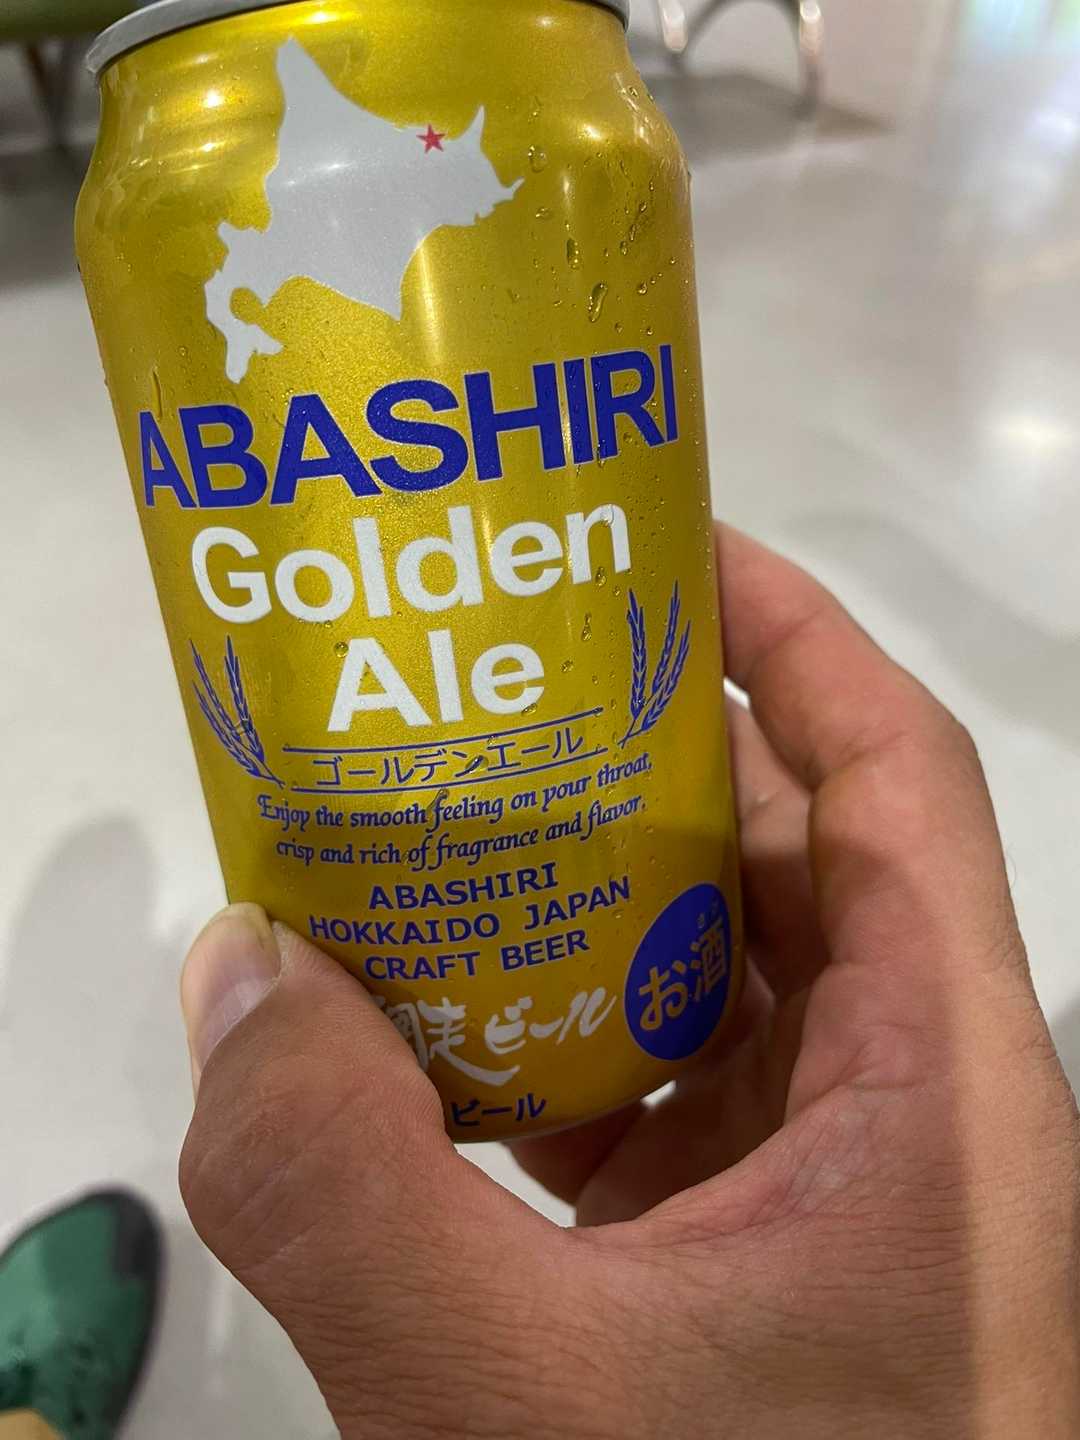 ABASHIRI
Golden
Ale
ゴールデンエール
Enjoy the smooth feeling on your throat,
crisp and rich of fragrance and flavor.
ABASHIRI
HOKKAIDO JAPAN
CRAFT BEER
お酒
網走ビール
ビール